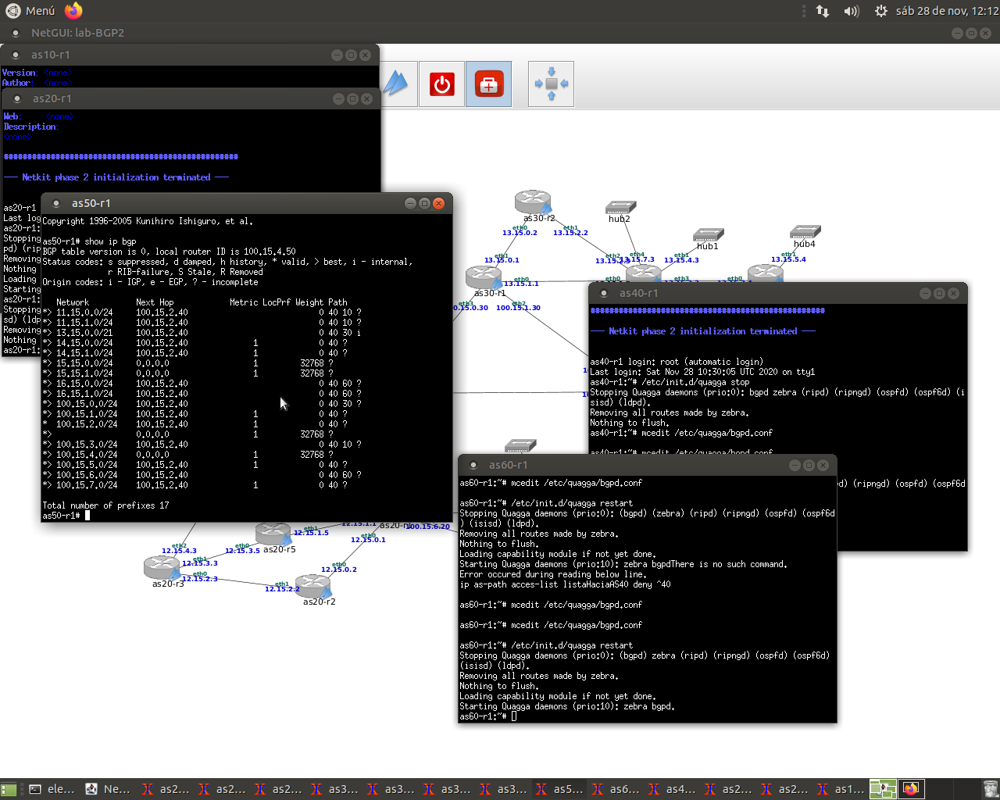 Menú
sáb 28 de nov, 12:12
NetGUI: lab-BGP2
as10-r1
Version: <none>
Author: <none>
as20-r1
Web: <none>
Description:
<none>
── Netkit phase 2 initialization terminated ──
as20-r1
Last log
as20-r1:
Stopping
pd) (rip
Removing
Nothing
Loading
Starting
as20-r1:
Stopping
sd) (ldp
Removing
Nothing
as20-r1:
as50-r1
Copyright 1996-2005 Kunihiro Ishiguro, et al.
as50-r1# show ip bgp
BGP table version is 0, local router ID is 100.15.4.50
Status codes: s suppressed, d damped, h history, * valid, > best, i - internal,
r RIB-failure, S Stale, R Removed
Origin codes: i - IGP, e - EGP, ? - incomplete
Network Next Hop Metric LocPrf Weight Path
*> 11.15.0.0/24 100.15.2.40 0 40 10 ?
*> 11.15.1.0/24 100.15.2.40 0 40 10 ?
*> 13.15.0.0/21 100.15.2.40 0 40 30 i
*> 14.15.0.0/24 100.15.2.40 1 0 40 ?
*> 14.15.1.0/24 100.15.2.40 1 0 40 ?
*> 15.15.0.0/24 0.0.0.0 1 32768 ?
*> 15.15.1.0/24 0.0.0.0 1 32768 ?
*> 16.15.0.0/24 100.15.2.40 0 40 60 ?
*> 16.15.1.0/24 100.15.2.40 0 40 60 ?
*> 100.15.0.0/24 100.15.2.40 0 40 30 ?
*> 100.15.1.0/24 100.15.2.40 1 0 40 ?
* 100.15.2.0/24 100.15.2.40 1 0 40 ?
*> 0.0.0.0 1 32768 ?
*> 100.15.3.0/24 100.15.2.40 0 40 10 ?
*> 100.15.4.0/24 0.0.0.0 1 32768 ?
*> 100.15.5.0/24 100.15.2.40 1 0 40 ?
*> 100.15.6.0/24 100.15.2.40 0 40 60 ?
*> 100.15.7.0/24 100.15.2.40 1 0 40 ?
Total number of prefixes 17
as50-r1#
as30-r2
eth0
13.15.0.2
eth1
13.15.2.2
hub2
hub1
hub4
eth1
13.15.0.1
eth2
eth4
13.15.7.3
eth1
13.15.4.3
eth1
13.15.5.4
eth0
13.15.1.1
eth3
as30-r1
eth3
.15.0.30
eth2
100.15.1.30
as40-r1
── Netkit phase 2 initialization terminated ──
as40-r1 login: root (automatic login)
Last login: Sat Nov 28 10:30:05 UTC 2020 on tty1
as40-r1:~# /etc/init.d/quagga stop
Stopping Quagga daemons (prio:0): bgpd zebra (ripd) (ripngd) (ospfd) (ospf6d) (i
sisd) (ldpd).
Removing all routes made by zebra.
Nothing to flush.
as40-r1:~# mcedit /etc/quagga/bgpd.conf
as40-r1:~# mcedit /etc/quagga/bgpd.conf
d) (ripngd) (ospfd) (ospf6d
as60-r1
as60-r1:~# mcedit /etc/quagga/bgpd.conf
as60-r1:~# /etc/init.d/quagga restart
Stopping Quagga daemons (prio:0): (bgpd) (zebra) (ripd) (ripngd) (ospfd) (ospf6d
) (isisd) (ldpd).
Removing all routes made by zebra.
Nothing to flush.
Loading capability module if not yet done.
Starting Quagga daemons (prio:10): zebra bgpdThere is no such command.
Error occured during reading below line.
ip as-path acces-list listaHaciaAS40 deny ^40
as60-r1:~# mcedit /etc/quagga/bgpd.conf
as60-r1:~# mcedit /etc/quagga/bgpd.conf
as60-r1:~# /etc/init.d/quagga restart
Stopping Quagga daemons (prio:0): (bgpd) zebra (ripd) (ripngd) (ospfd) (ospf6d)
(isisd) (ldpd).
Removing all routes made by zebra.
Nothing to flush.
Loading capability module if not yet done.
Starting Quagga daemons (prio:10): zebra bgpd.
as60-r1:~#
eth1
12.15.1.5
12.15.1.1
100.15.6.20
12.15.0.1
as20-r5
eth2
12.15.4.3
eth0
12.15.3.5
eth1
12.15.3.3
eth0
12.15.2.3
as20-r3
eth0
12.15.0.2
eth1
12.15.2.2
as20-r2
ele...
Ne...
as2...
as2...
as2...
as3...
as3...
as3...
as3...
as5...
as6...
as4...
as2...
as2...
as1...